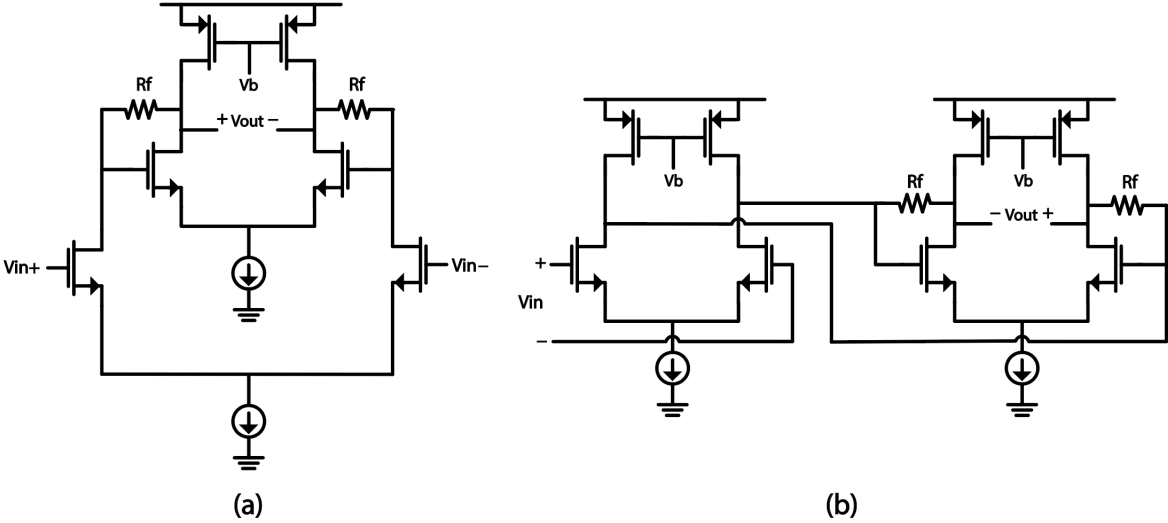 Rf
Vb
Rf
+ Vout −
Vin+
Vin−
(a)
Vb
Rf
Vb
Rf
− Vout +
+
Vin
−
(b)